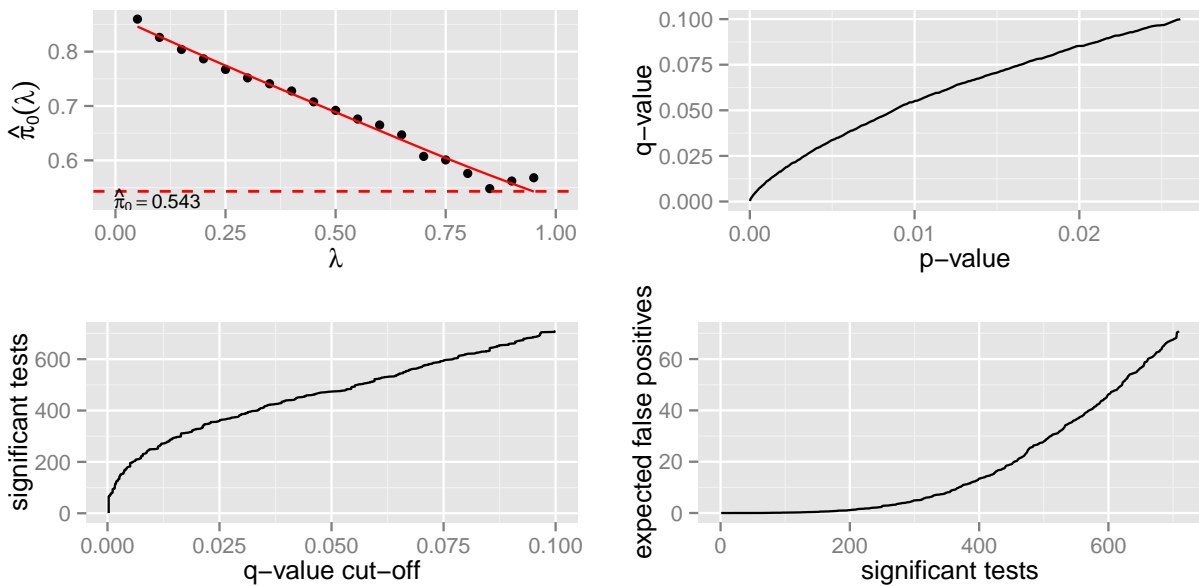 0.8
0.7
0.6
π̂₀(λ)
π̂₀ = 0.543
0.00 0.25 0.50 0.75 1.00
λ
0.100
0.075
0.050
0.025
0.000
q−value
0.00 0.01 0.02
p−value
600
400
200
0
significant tests
0.000 0.025 0.050 0.075 0.100
q−value cut−off
60
40
20
0
expected false positives
0 200 400 600
significant tests